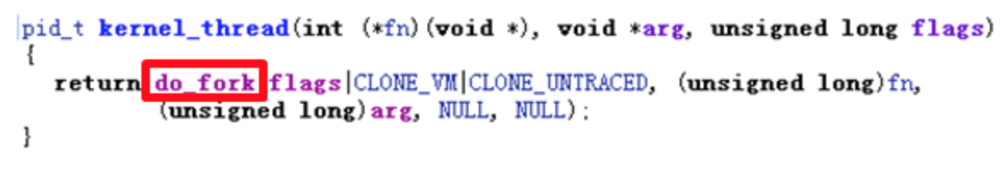 pid_t kernel_thread(int (*fn)(void *), void *arg, unsigned long flags)
{
return do_fork flags|CLONE_VM|CLONE_UNTRACED, (unsigned long)fn,
(unsigned long)arg, NULL, NULL);
}